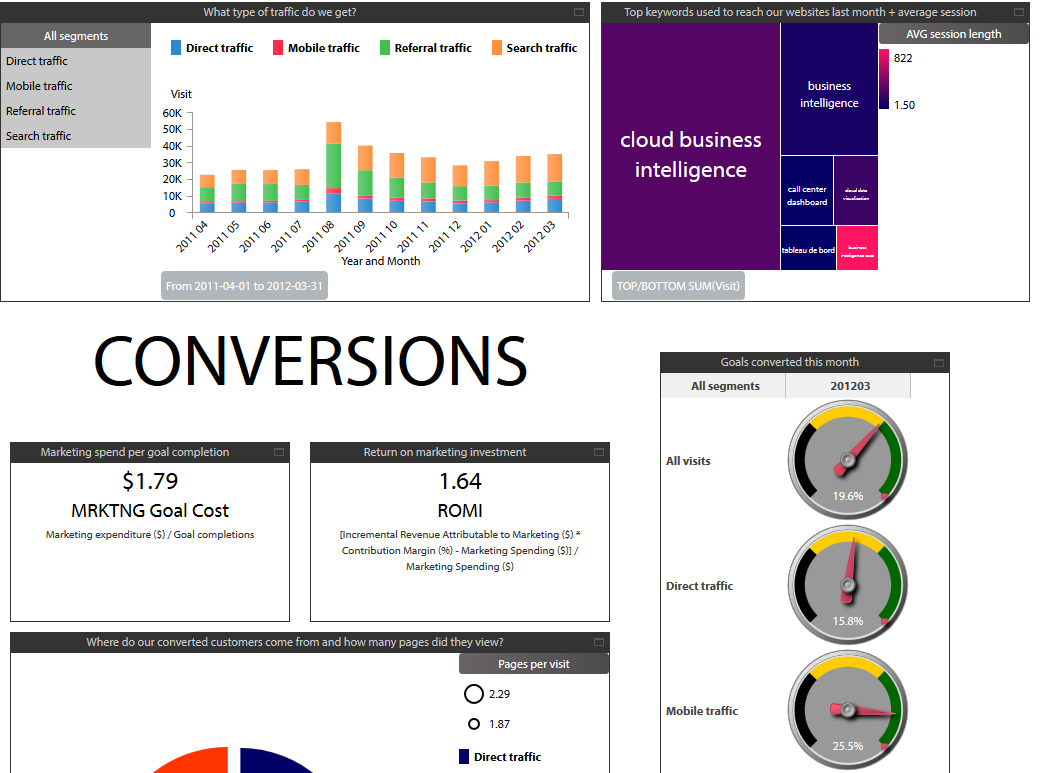 What type of traffic do we get?
All segments
Direct traffic
Mobile traffic
Referral traffic
Search traffic
Direct traffic Mobile traffic Referral traffic Search traffic
Visit
60K
50K
40K
30K
20K
10K
0
2011 04 2011 05 2011 06 2011 07 2011 08 2011 09 2011 10 2011 11 2011 12 2012 01 2012 02 2012 03
Year and Month
From 2011-04-01 to 2012-03-31
Top keywords used to reach our websites last month + average session
cloud business
intelligence
business
intelligence
call center
dashboard
cloud data
visualization
tableau de bord
business
AVG session length
822
1.50
TOP/BOTTOM SUM(Visit)
CONVERSIONS
Marketing spend per goal completion
$1.79
MRKTNG Goal Cost
Marketing expenditure ($) / Goal completions
Return on marketing investment
1.64
ROMI
[Incremental Revenue Attributable to Marketing ($) *
Contribution Margin (%) - Marketing Spending ($)] /
Marketing Spending ($)
Goals converted this month
All segments 201203
All visits
19.6%
Direct traffic
15.8%
Mobile traffic
25.5%
Where do our converted customers come from and how many pages did they view?
Pages per visit
2.29
1.87
Direct traffic